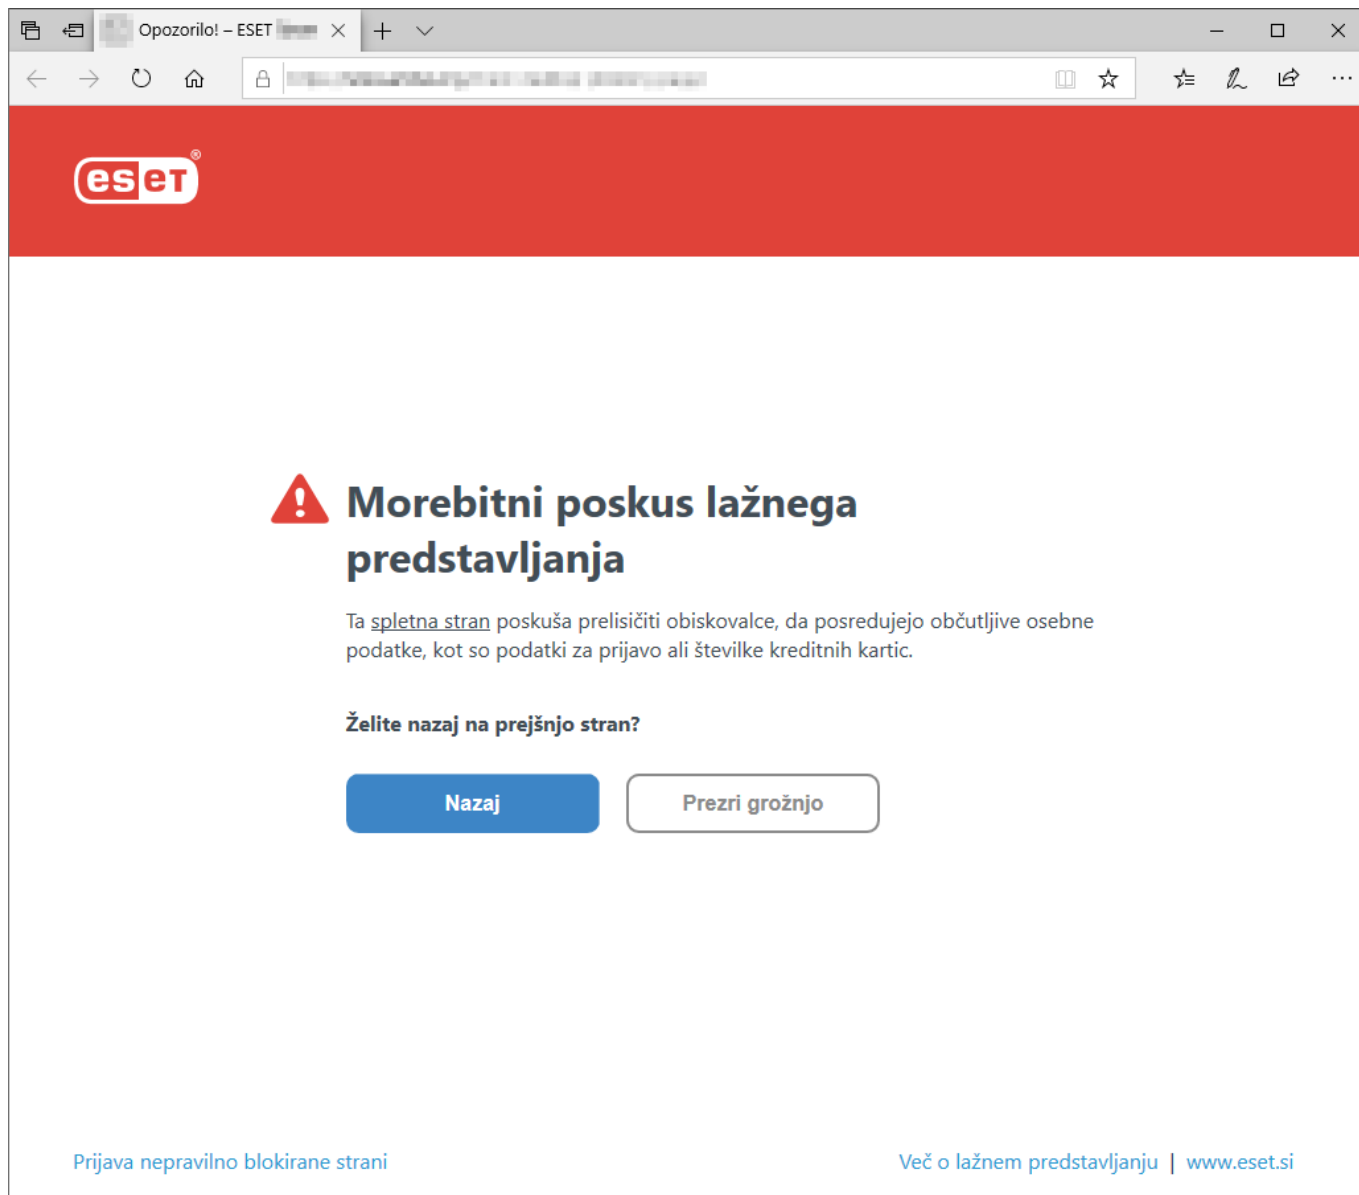 Opozorilo! – ESET
eset®
Morebitni poskus lažnega
predstavljanja
Ta spletna stran poskuša prelisičiti obiskovalce, da posredujejo občutljive osebne
podatke, kot so podatki za prijavo ali številke kreditnih kartic.
Želite nazaj na prejšnjo stran?
Nazaj
Prezri grožnjo
Prijava nepravilno blokirane strani
Več o lažnem predstavljanju | www.eset.si